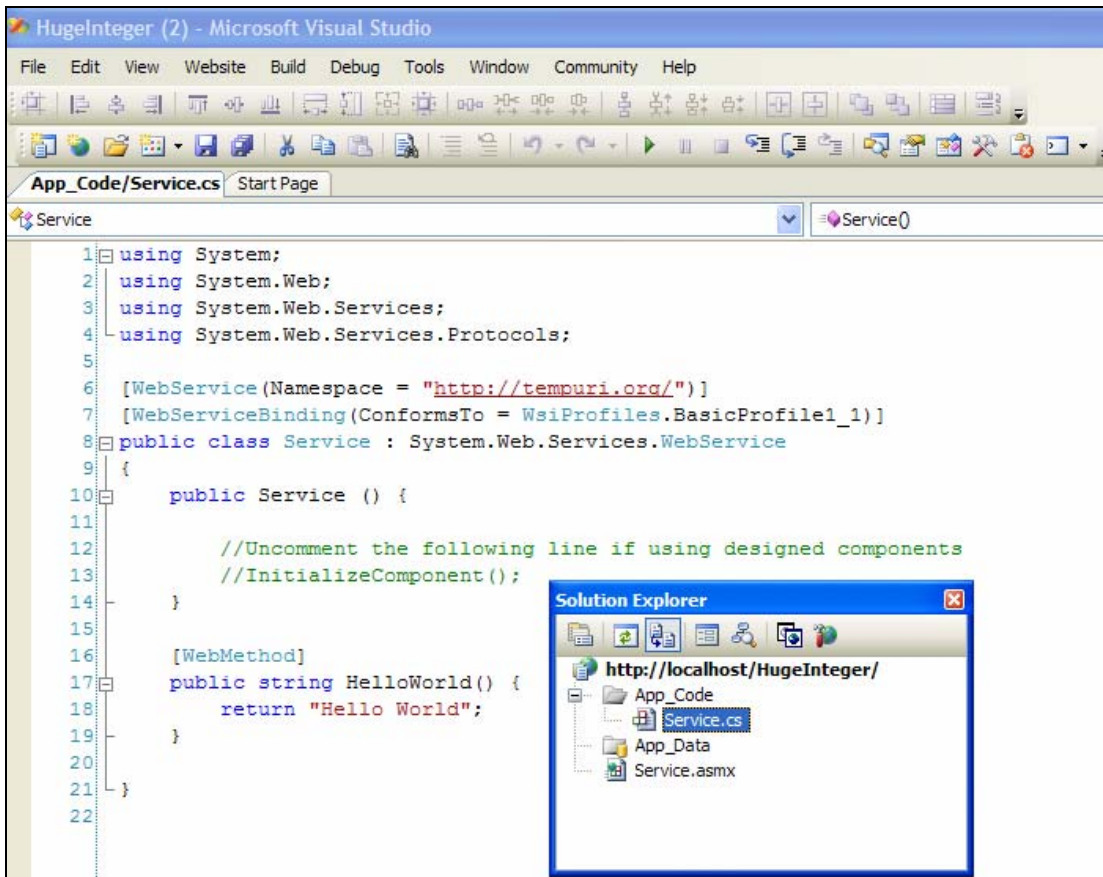 HugeInteger (2) - Microsoft Visual Studio
File Edit View Website Build Debug Tools Window Community Help
App_Code/Service.cs Start Page
Service Service()
1 using System;
2 using System.Web;
3 using System.Web.Services;
4 using System.Web.Services.Protocols;
5
6 [WebService(Namespace = "http://tempuri.org/")]
7 [WebServiceBinding(ConformsTo = WsiProfiles.BasicProfile1_1)]
8 public class Service : System.Web.Services.WebService
9 {
10 public Service () {
11
12 //Uncomment the following line if using designed components
13 //InitializeComponent();
14 }
15
16 [WebMethod]
17 public string HelloWorld() {
18 return "Hello World";
19 }
20
21 }
22
Solution Explorer
http://localhost/HugeInteger/
App_Code
Service.cs
App_Data
Service.asmx